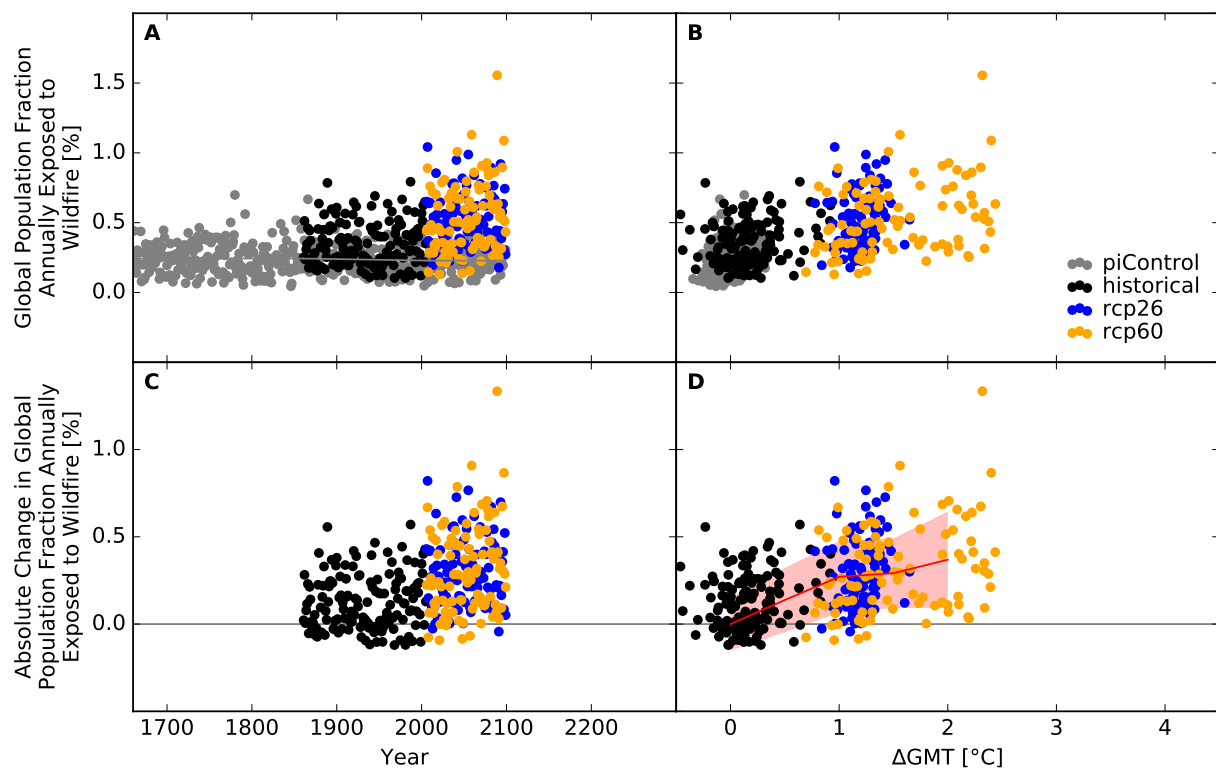 A
B
Global Population Fraction
Annually Exposed to
Wildfire [%]
1.5
1.0
0.5
0.0
piControl
historical
rcp26
rcp60
C
D
Absolute Change in Global
Population Fraction Annually
Exposed to Wildfire [%]
1.0
0.5
0.0
1700 1800 1900 2000 2100 2200
0 1 2 3 4
Year
ΔGMT [°C]